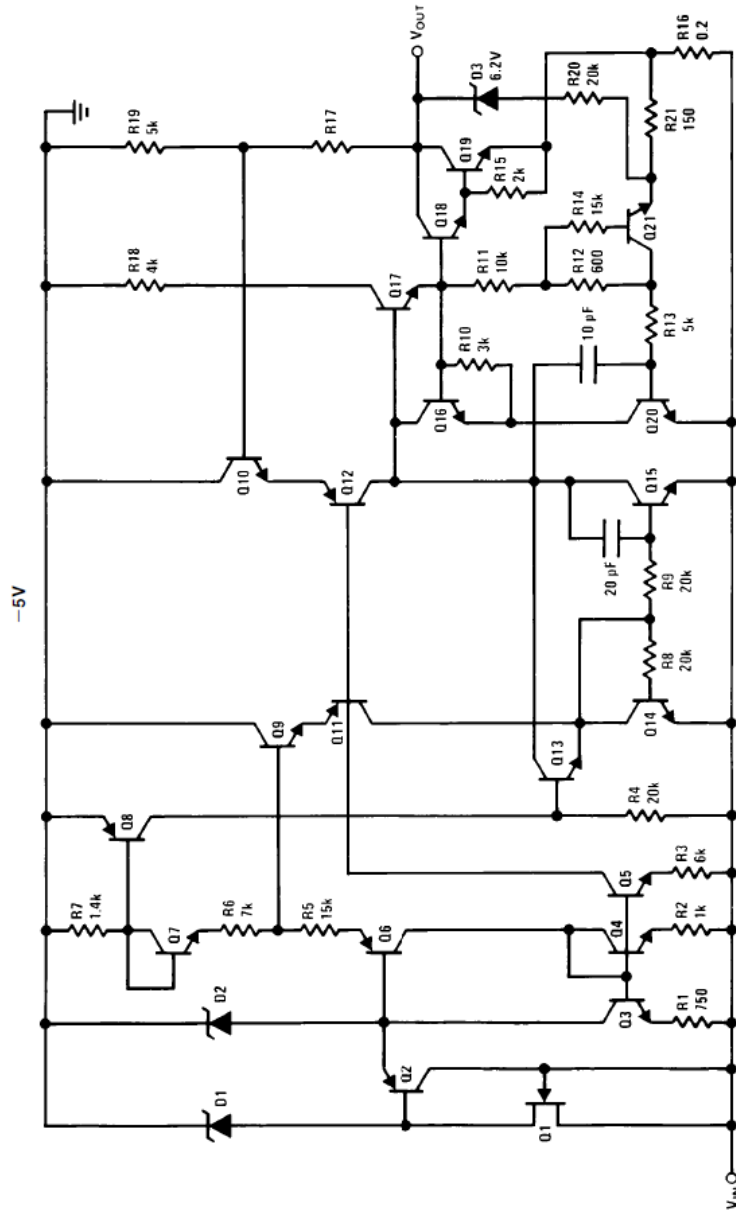 −5V
D1
D2
R7
1.4k
Q7
R6
7k
R5
15k
Q8
Q9
Q10
R18
4k
R19
5k
R17
VOUT
Q2
Q6
Q11
Q12
Q17
Q18
Q19
D3
6.2V
Q16
R10
3k
R11
10k
R15
2k
R20
20k
Q1
Q3
Q4
Q5
Q13
20 pF
10 pF
R12
600
R14
15k
Q21
R21
150
R1
750
R2
1k
R3
6k
R4
20k
Q14
R8
20k
R9
20k
Q15
Q20
R13
5k
R16
0.2
VIN